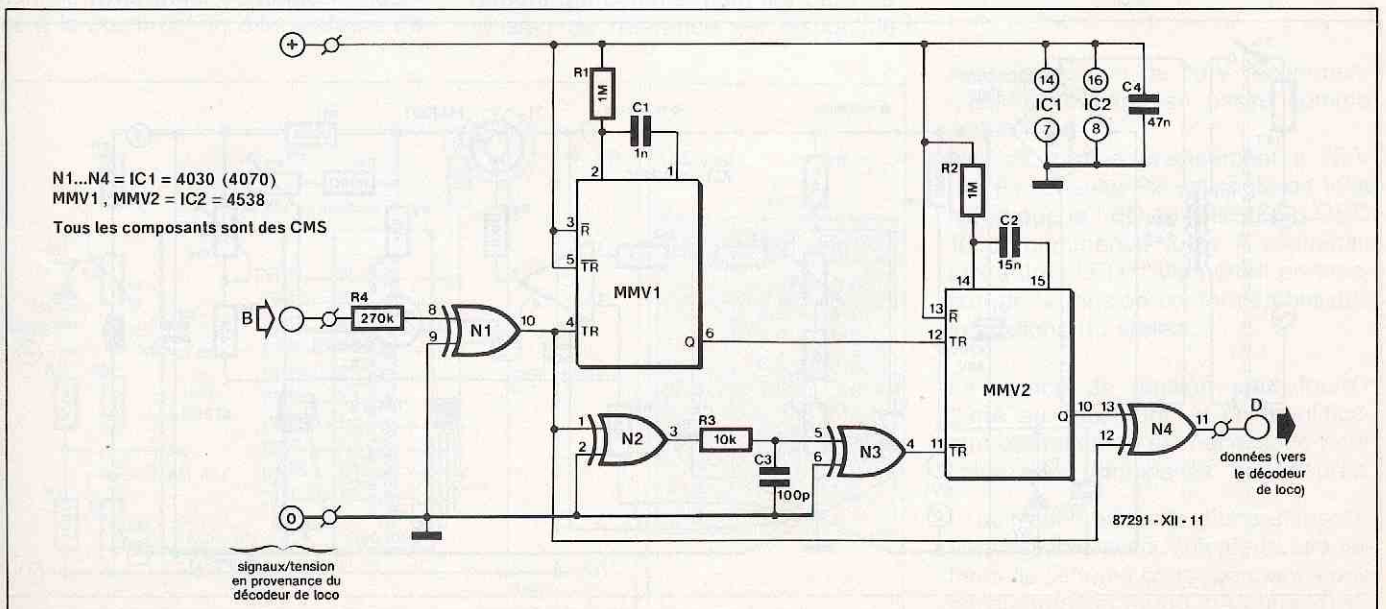 +
R1
1M
C1
1n
2
1
3
R
5
TR
4
TR
MMV1
Q
6
14
IC1
7
16
IC2
8
C4
47n
N1...N4 = IC1 = 4030 (4070)
MMV1 , MMV2 = IC2 = 4538
Tous les composants sont des CMS
R2
1M
C2
15n
14
15
13
R
12
TR
MMV2
11
TR
Q
10
B
R4
270k
8
9
N1
10
1
2
N2
3
R3
10k
C3
100p
5
6
N3
4
13
12
N4
11
D
données (vers
le décodeur
de loco)
0
87291 - XII - 11
signaux/tension
en provenance du
décodeur de loco